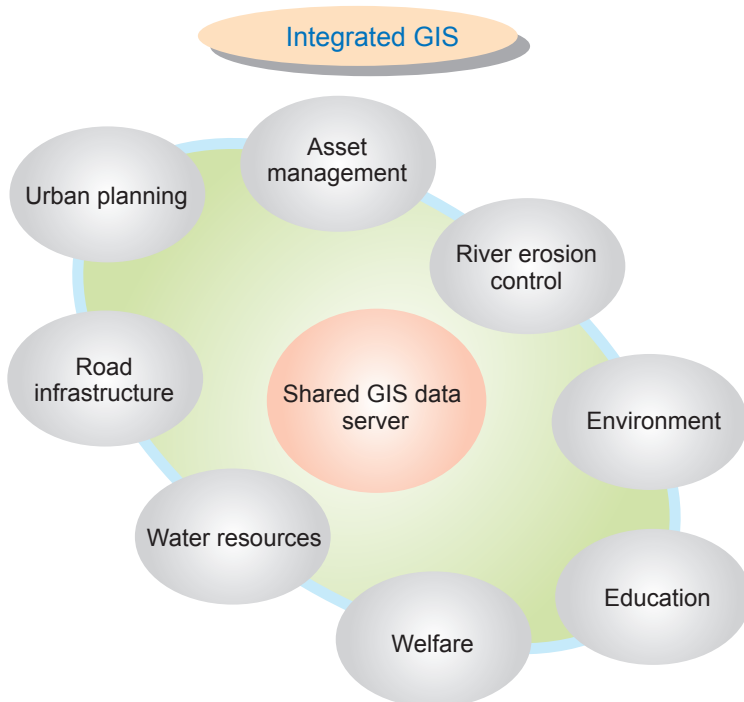 Integrated GIS
Asset
management
Urban planning
River erosion
control
Road
infrastructure
Shared GIS data
server
Environment
Water resources
Education
Welfare